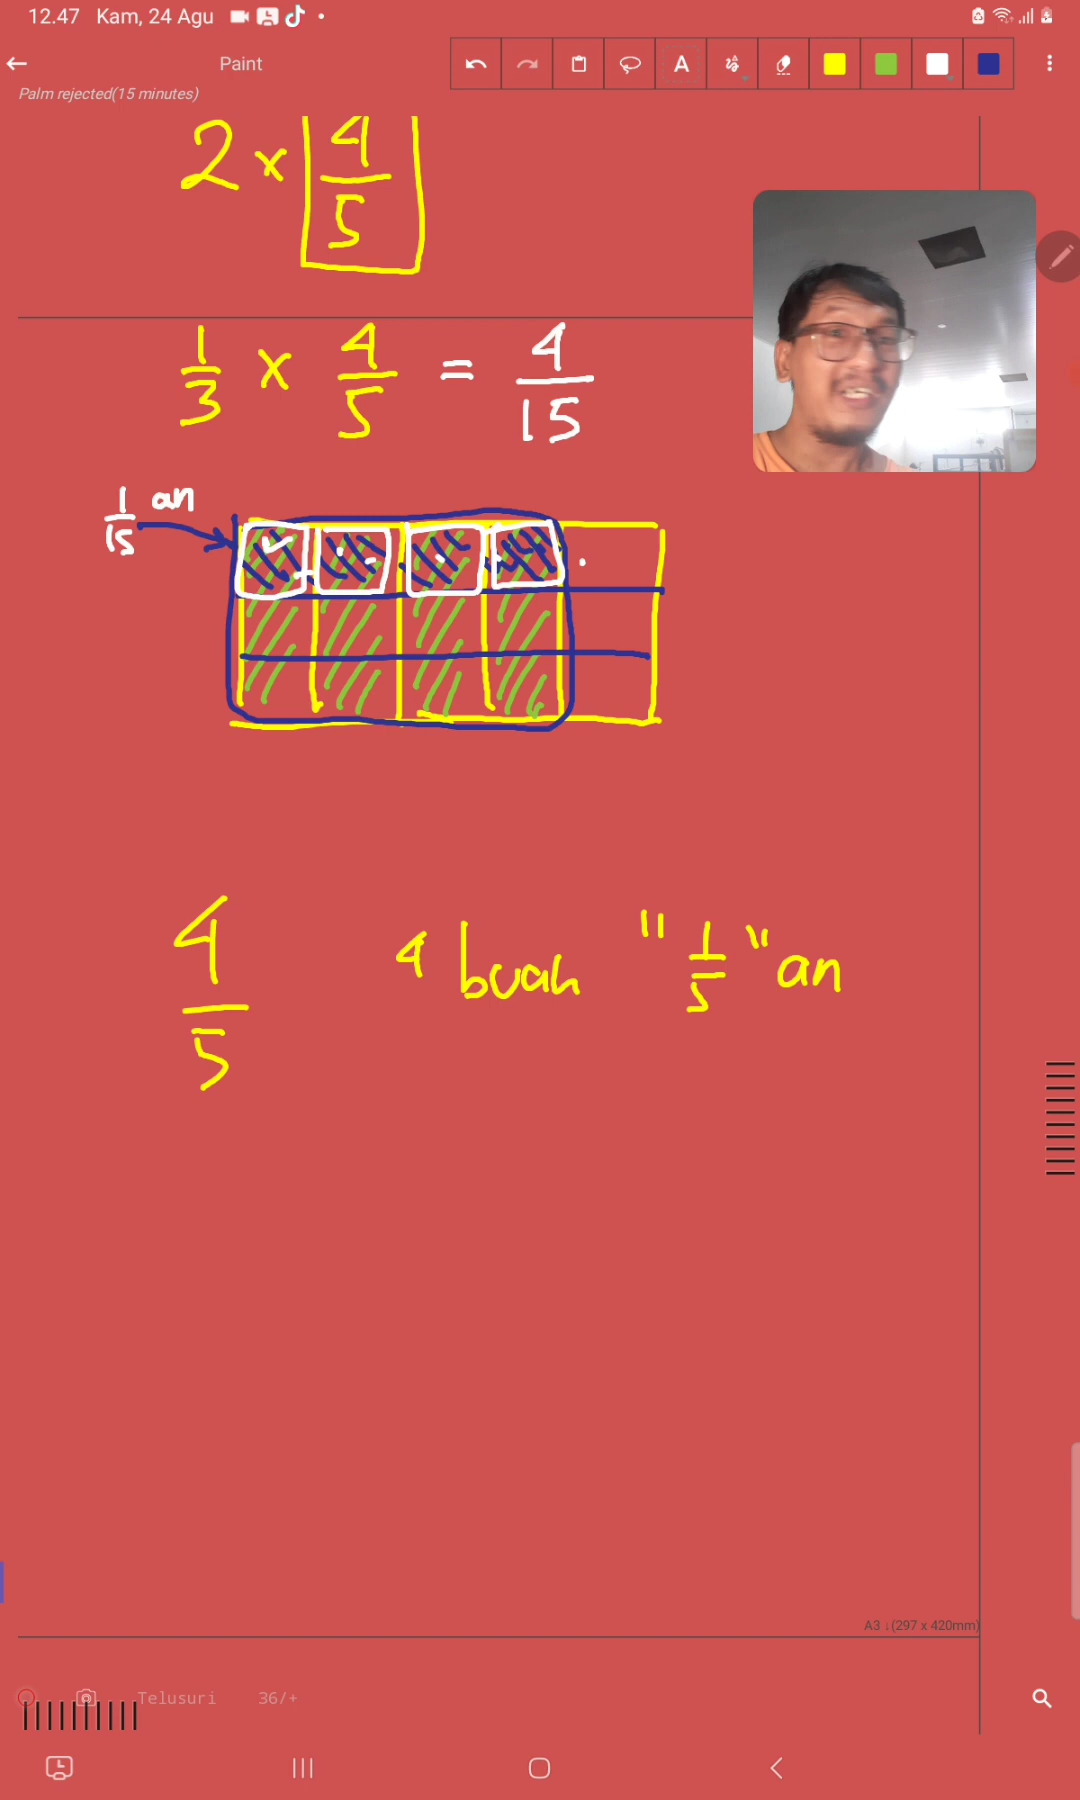 12.47 Kam, 24 Agu
Paint
A
Palm rejected(15 minutes)
2 × 4/5
1/3 × 4/5 = 4/15
1/15 an
4/5 4 buah "1/5" an
A3 ↓(297 x 420mm)
Telusuri 36/+